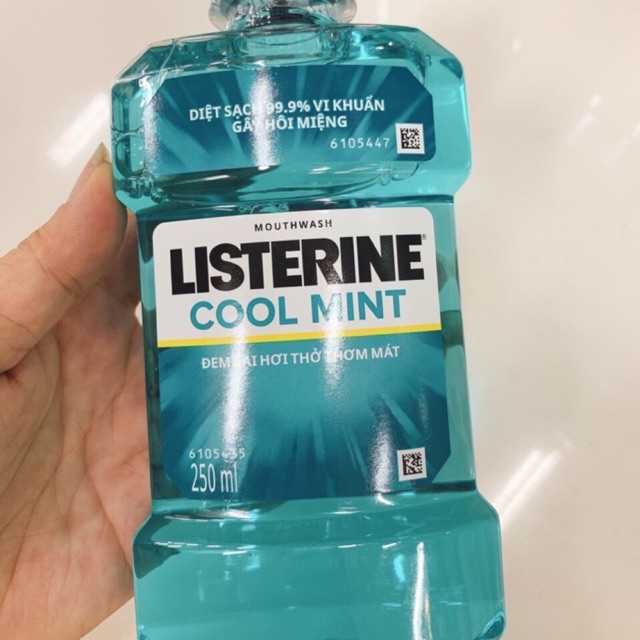 DIỆT SẠCH 99.9% VI KHUẨN
GÂY HÔI MIỆNG
6105447
MOUTHWASH
LISTERINE®
COOL MINT
ĐEM LẠI HƠI THỞ THƠM MÁT
6105435
250 ml